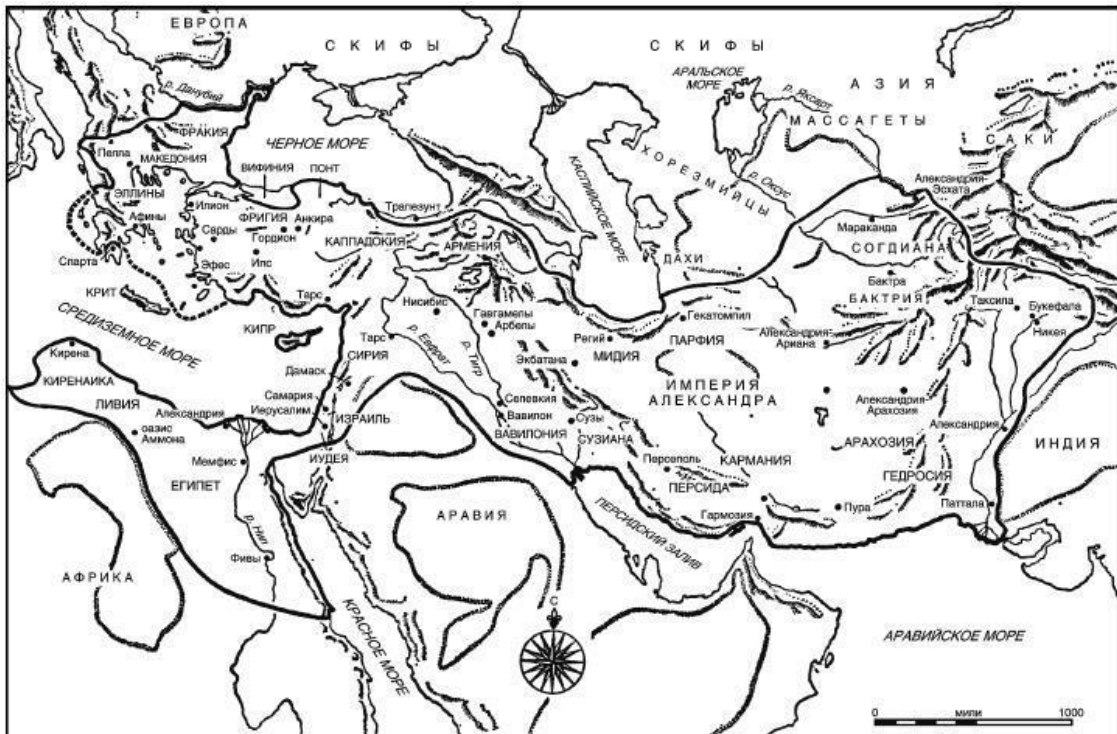 ЕВРОПА
СКИФЫ
СКИФЫ
АРАЛЬСКОЕ
МОРЕ
АЗИЯ
р. Яксарт
МАССАГЕТЫ
р. Данубий
ФРАКИЯ
ЧЕРНОЕ МОРЕ
ХОРЕЗМИЙЦЫ
САКИ
Пелла
МАКЕДОНИЯ
ВИФИНИЯ
ПОНТ
КАСПИЙСКОЕ МОРЕ
р. Оксус
Александрия-
Эсхата
ЭЛЛИНЫ
Илион
ФРИГИЯ
Анкира
Трапезунт
Мараканда
Афины
Сарды
Гордион
КАППАДОКИЯ
АРМЕНИЯ
ДАХИ
СОГДИАНА
Спарта
Эфес
Ипс
Бактра
КРИТ
Тарс
Нисибис
Гавгамелы
Арбелы
Гекатомпил
БАКТРИЯ
Таксила
Букефала
СРЕДИЗЕМНОЕ МОРЕ
КИПР
Тарс
р. Евфрат
р. Тигр
Регий
МИДИЯ
ПАРФИЯ
Александрия-
Ариана
Никея
Кирена
СИРИЯ
Экбатана
КИРЕНАИКА
Дамаск
ИМПЕРИЯ
АЛЕКСАНДРА
ЛИВИЯ
Самария
Селевкия
Александрия-
Арахозия
Александрия
Иерусалим
ИЗРАИЛЬ
Вавилон
Сузы
Александрия
оазис
Аммона
ВАВИЛОНИЯ
СУЗИАНА
АРАХОЗИЯ
ИНДИЯ
Мемфис
ИУДЕЯ
Персеполь
КАРМАНИЯ
ГЕДРОСИЯ
ЕГИПЕТ
ПЕРСИДА
АРАВИЯ
Гармозия
Пура
Паттала
р. Нил
ПЕРСИДСКИЙ ЗАЛИВ
Фивы
АФРИКА
КРАСНОЕ МОРЕ
С
АРАВИЙСКОЕ МОРЕ
0 мили 1000